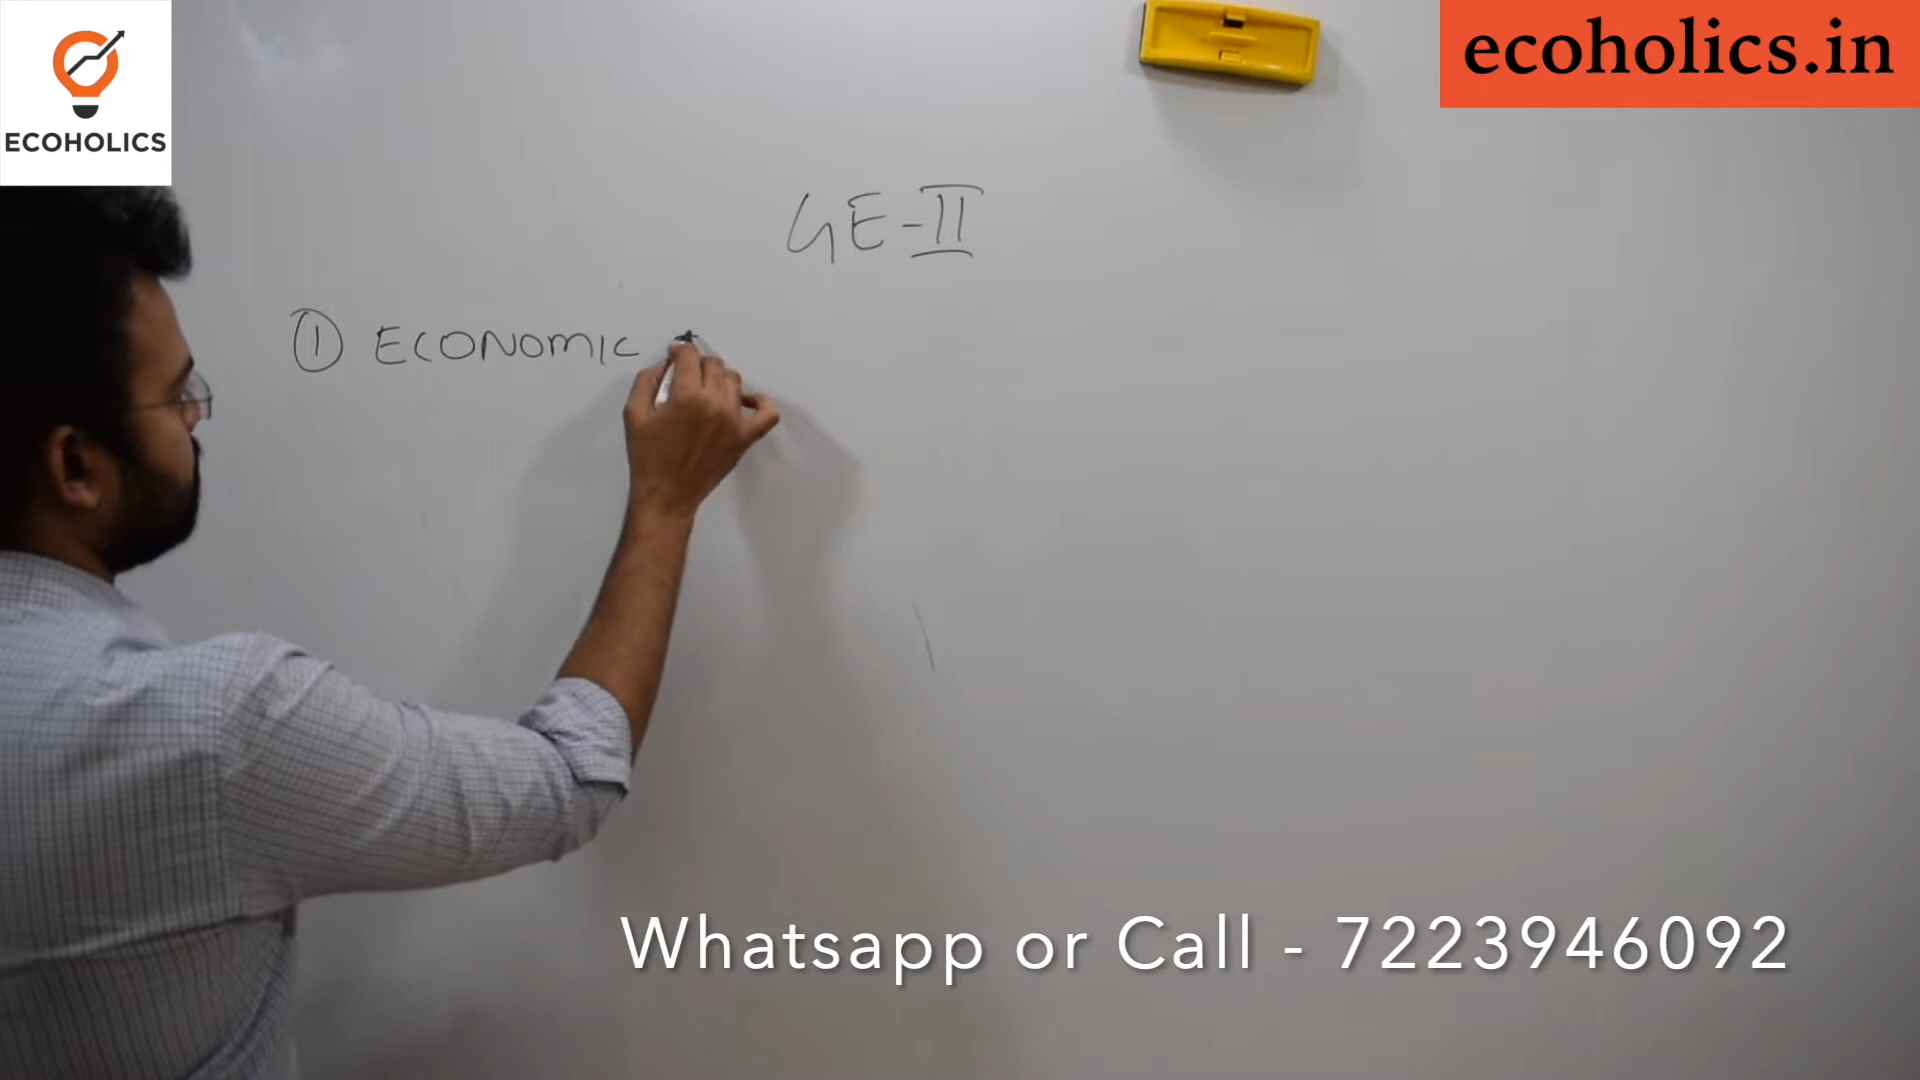 ECOHOLICS
ecoholics.in
GE-II
① ECONOMIC
Whatsapp or Call - 7223946092